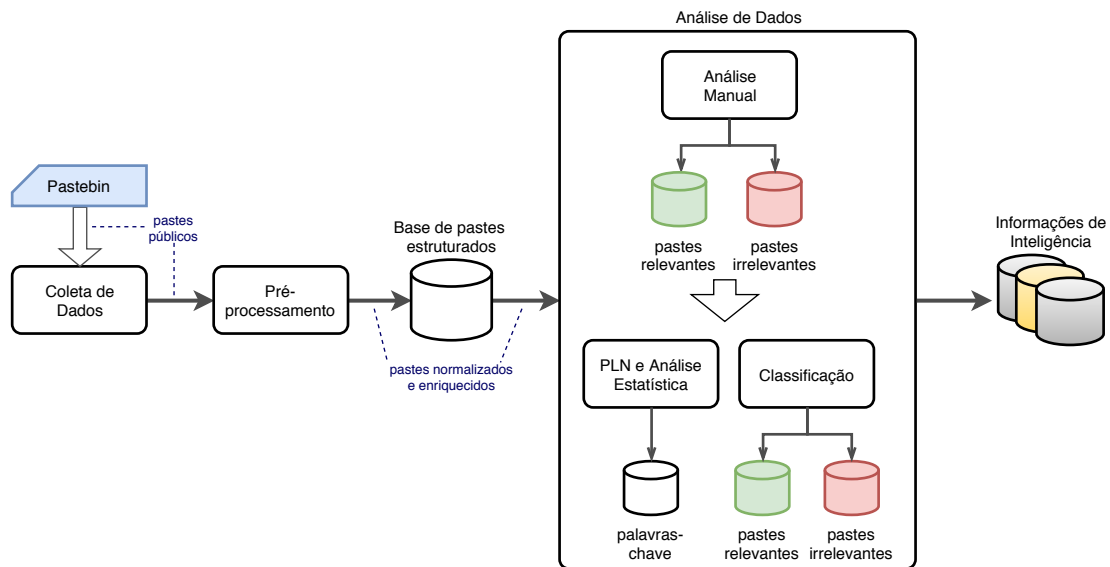 Análise de Dados
Análise
Manual
Pastebin
pastes
públicos
pastes
relevantes
pastes
irrelevantes
Base de pastes
estruturados
Informações de
Inteligência
Coleta de
Dados
Pré-
processamento
pastes normalizados
e enriquecidos
PLN e Análise
Estatística
Classificação
palavras-
chave
pastes
relevantes
pastes
irrelevantes